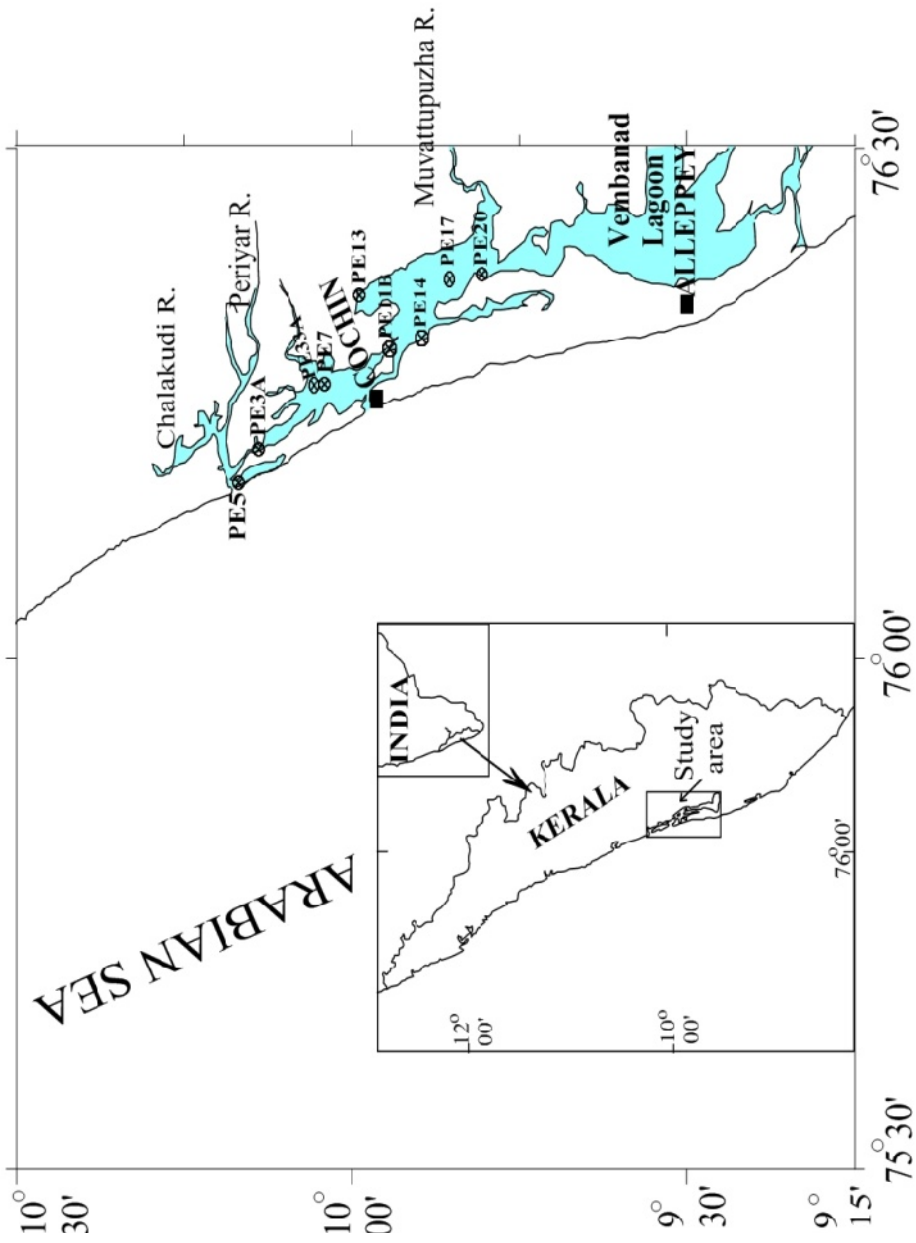 Chalakudi R.
Periyar R.
Muvattupuzha R.
PE5
PE3A
PE7
COCHIN
PE13
PE14
PE17
PE20
Vembanad
Lagoon
ALLEPPEY
ARABIAN SEA
INDIA
KERALA
Study
area
12°
00'
10°
00'
76°00'
10°
30'
10°
00'
9°
30'
9°
15'
75°30'
76°00'
76°30'